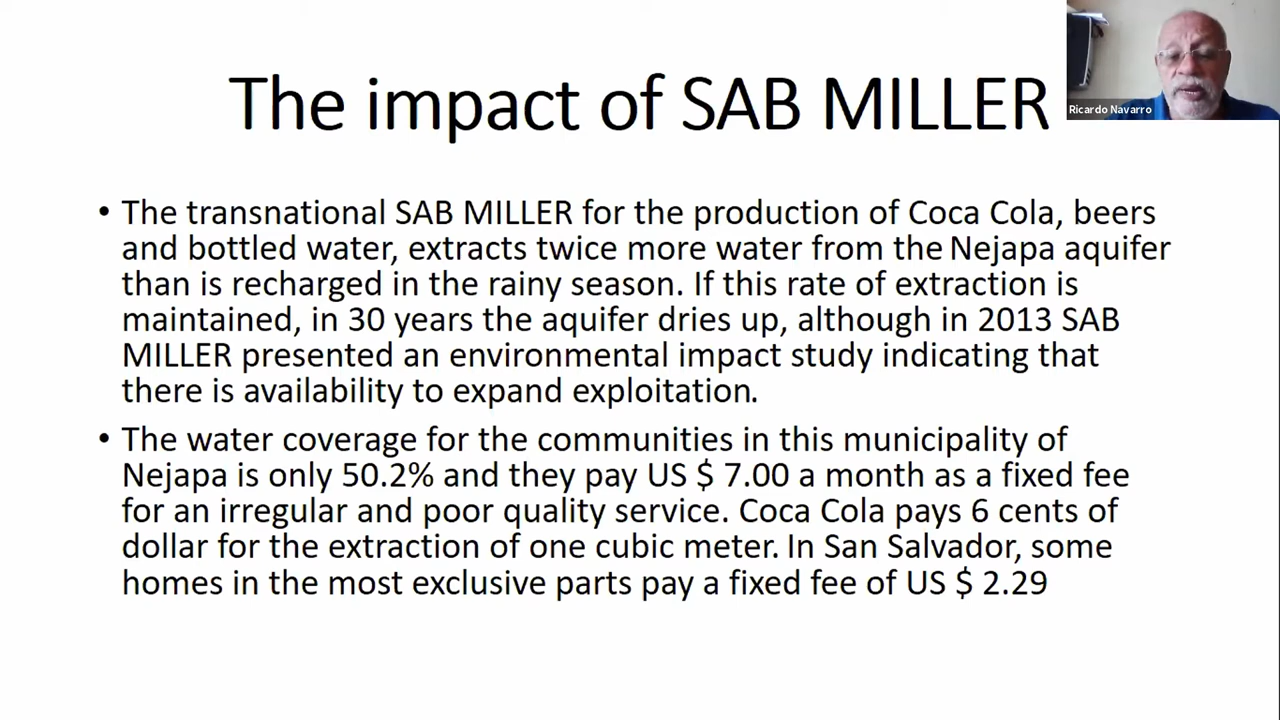 The impact of SAB MILLER
Ricardo Navarro
• The transnational SAB MILLER for the production of Coca Cola, beers
and bottled water, extracts twice more water from the Nejapa aquifer
than is recharged in the rainy season. If this rate of extraction is
maintained, in 30 years the aquifer dries up, although in 2013 SAB
MILLER presented an environmental impact study indicating that
there is availability to expand exploitation.
• The water coverage for the communities in this municipality of
Nejapa is only 50.2% and they pay US $ 7.00 a month as a fixed fee
for an irregular and poor quality service. Coca Cola pays 6 cents of
dollar for the extraction of one cubic meter. In San Salvador, some
homes in the most exclusive parts pay a fixed fee of US $ 2.29